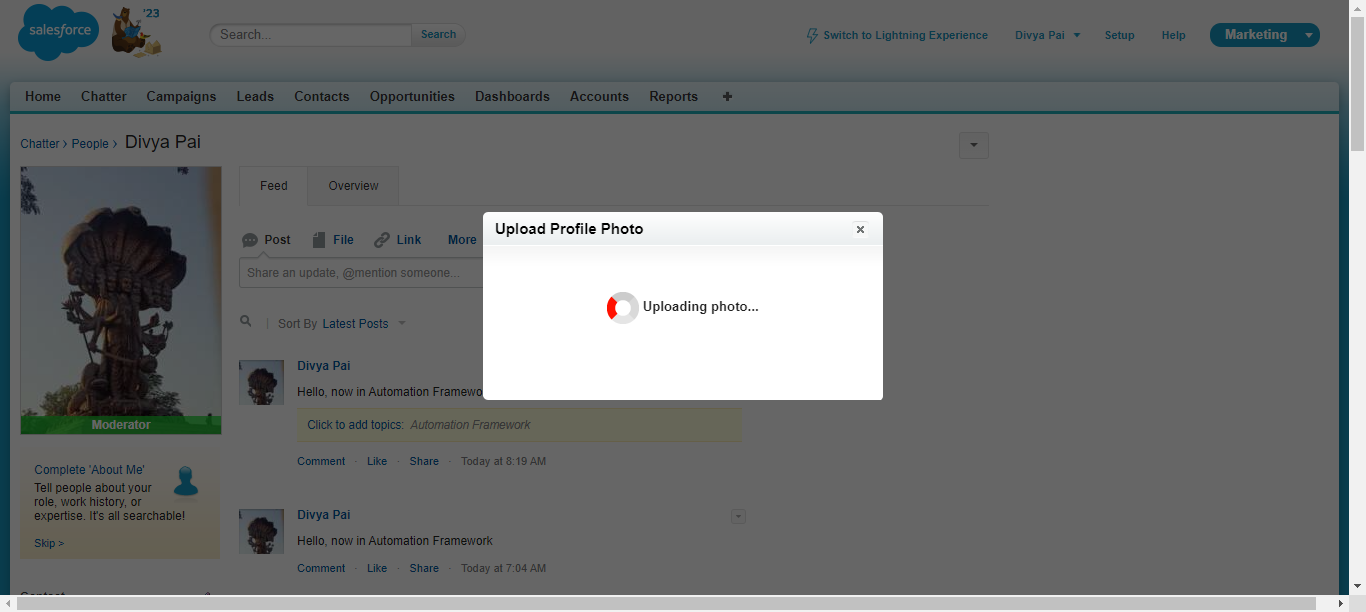 salesforce
'23
Search...
Search
Switch to Lightning Experience
Divya Pai
Setup
Help
Marketing
Home
Chatter
Campaigns
Leads
Contacts
Opportunities
Dashboards
Accounts
Reports
Chatter › People › Divya Pai
Moderator
Complete 'About Me'
Tell people about your
role, work history, or
expertise. It's all searchable!
Skip >
Feed
Overview
Post
File
Link
More
Share an update, @mention someone...
Sort By Latest Posts
Divya Pai
Hello, now in Automation Framewo
Click to add topics: Automation Framework
Comment · Like · Share · Today at 8:19 AM
Divya Pai
Hello, now in Automation Framework
Comment · Like · Share · Today at 7:04 AM
Upload Profile Photo
Uploading photo...